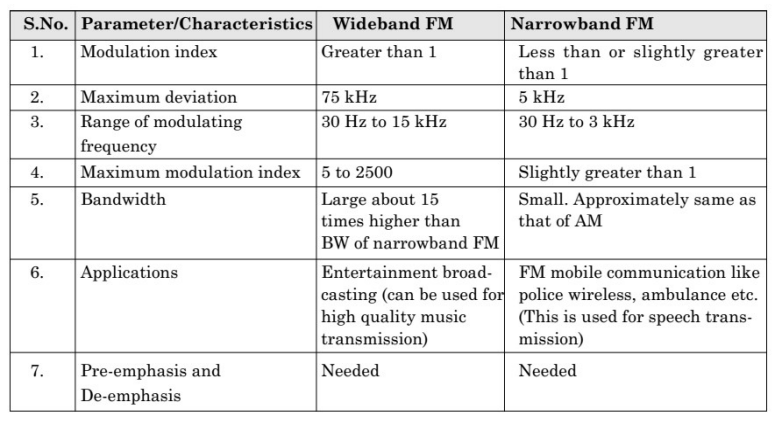 S.No. Parameter/Characteristics Wideband FM Narrowband FM
1. Modulation index Greater than 1 Less than or slightly greater
than 1
2. Maximum deviation 75 kHz 5 kHz
3. Range of modulating 30 Hz to 15 kHz 30 Hz to 3 kHz
frequency
4. Maximum modulation index 5 to 2500 Slightly greater than 1
5. Bandwidth Large about 15 Small. Approximately same as
times higher than that of AM
BW of narrowband FM
6. Applications Entertainment broad- FM mobile communication like
casting (can be used for police wireless, ambulance etc.
high quality music (This is used for speech trans-
transmission) mission)
7. Pre-emphasis and Needed Needed
De-emphasis